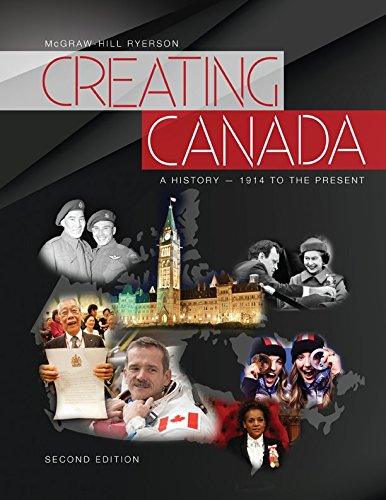 McGRAW-HILL RYERSON
CREATING
CANADA
A HISTORY — 1914 TO THE PRESENT
SECOND EDITION